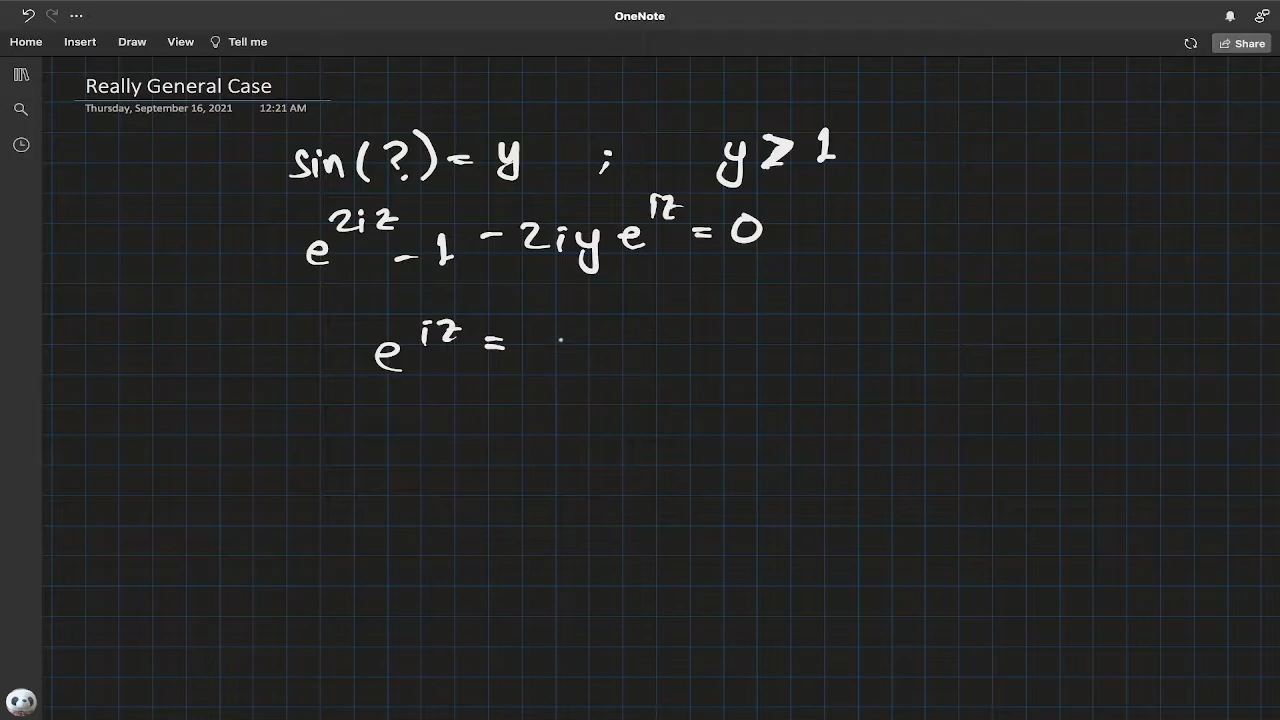 OneNote
Home Insert Draw View Tell me Share
Really General Case
Thursday, September 16, 2021 12:21 AM
sin(?) = y ; y > 1
e^{2iz} - 1 - 2iy e^{iz} = 0
e^{iz} =